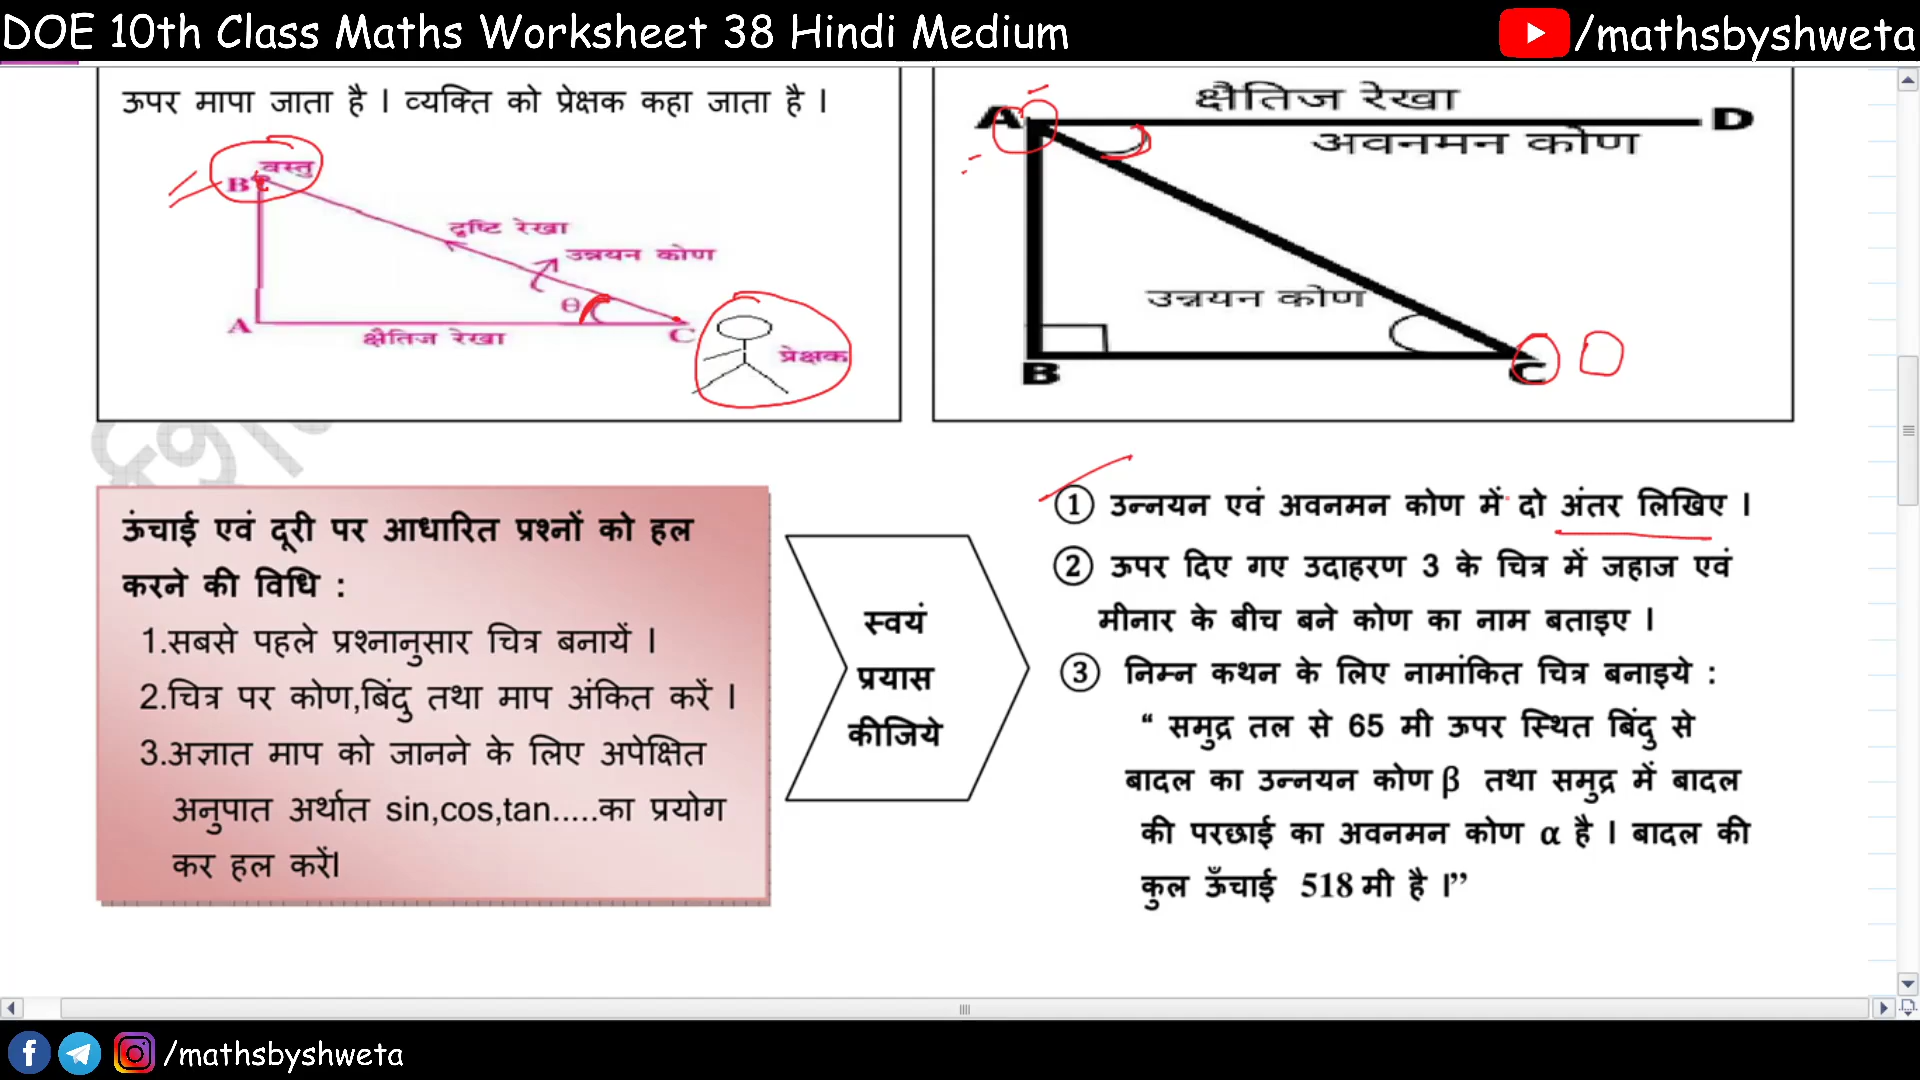 DOE 10th Class Maths Worksheet 38 Hindi Medium
/mathsbyshweta
ऊपर मापा जाता है । व्यक्ति को प्रेक्षक कहा जाता है ।
वस्तु
B
दृष्टि रेखा
उन्नयन कोण
θ
A
क्षैतिज रेखा
C
प्रेक्षक
क्षैतिज रेखा
A
D
अवनमन कोण
उन्नयन कोण
B
C
ऊंचाई एवं दूरी पर आधारित प्रश्नों को हल
करने की विधि :
1.सबसे पहले प्रश्नानुसार चित्र बनायें ।
2.चित्र पर कोण,बिंदु तथा माप अंकित करें ।
3.अज्ञात माप को जानने के लिए अपेक्षित
अनुपात अर्थात sin,cos,tan.....का प्रयोग
कर हल करें।
स्वयं
प्रयास
कीजिये
① उन्नयन एवं अवनमन कोण में दो अंतर लिखिए ।
② ऊपर दिए गए उदाहरण 3 के चित्र में जहाज एवं
मीनार के बीच बने कोण का नाम बताइए ।
③ निम्न कथन के लिए नामांकित चित्र बनाइये :
“ समुद्र तल से 65 मी ऊपर स्थित बिंदु से
बादल का उन्नयन कोण β तथा समुद्र में बादल
की परछाई का अवनमन कोण α है । बादल की
कुल ऊँचाई 518 मी है ।”
/mathsbyshweta